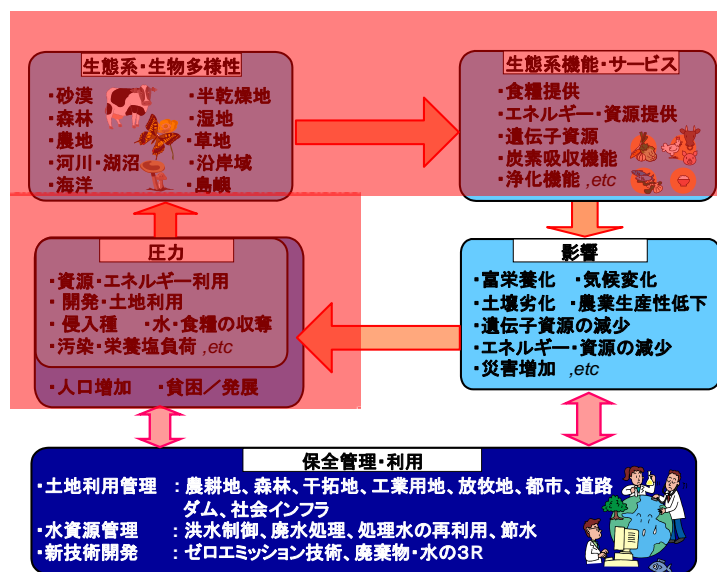 生態系・生物多様性
・砂漠 ・半乾燥地
・森林 ・湿地
・農地 ・草地
・河川・湖沼 ・沿岸域
・海洋 ・島嶼
生態系機能・サービス
・食糧提供
・エネルギー・資源提供
・遺伝子資源
・炭素吸収機能
・浄化機能 ,etc
圧力
・資源・エネルギー利用
・開発・土地利用
・侵入種 ・水・食糧の収奪
・汚染・栄養塩負荷 ,etc
・人口増加 ・貧困／発展
影響
・富栄養化 ・気候変化
・土壌劣化 ・農業生産性低下
・遺伝子資源の減少
・エネルギー・資源の減少
・災害増加 ,etc
保全管理・利用
・土地利用管理 ：農耕地、森林、干拓地、工業用地、放牧地、都市、道路
ダム、社会インフラ
・水資源管理 ：洪水制御、廃水処理、処理水の再利用、節水
・新技術開発 ：ゼロエミッション技術、廃棄物・水の３Ｒ